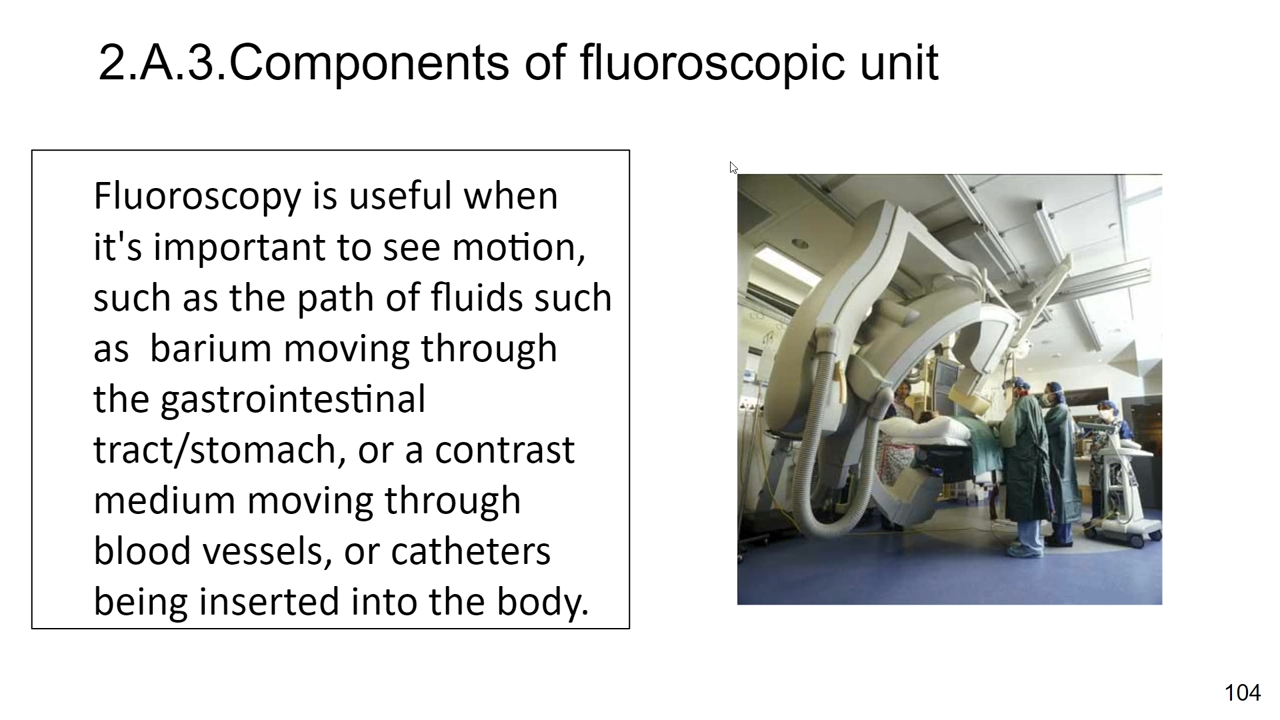 2.A.3.Components of fluoroscopic unit
Fluoroscopy is useful when
it's important to see motion,
such as the path of fluids such
as  barium moving through
the gastrointestinal
tract/stomach, or a contrast
medium moving through
blood vessels, or catheters
being inserted into the body.
104